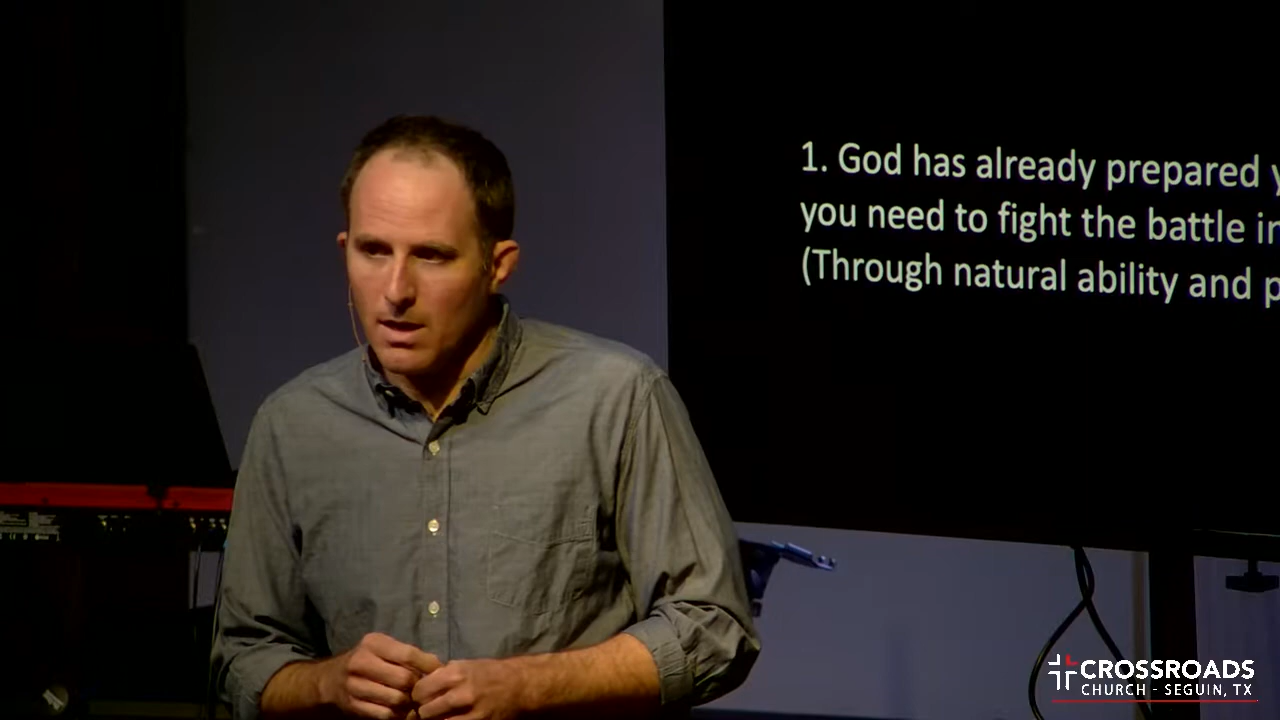 1. God has already prepared
you need to fight the battle
(Through natural ability and
CROSSROADS
CHURCH - SEGUIN, TX